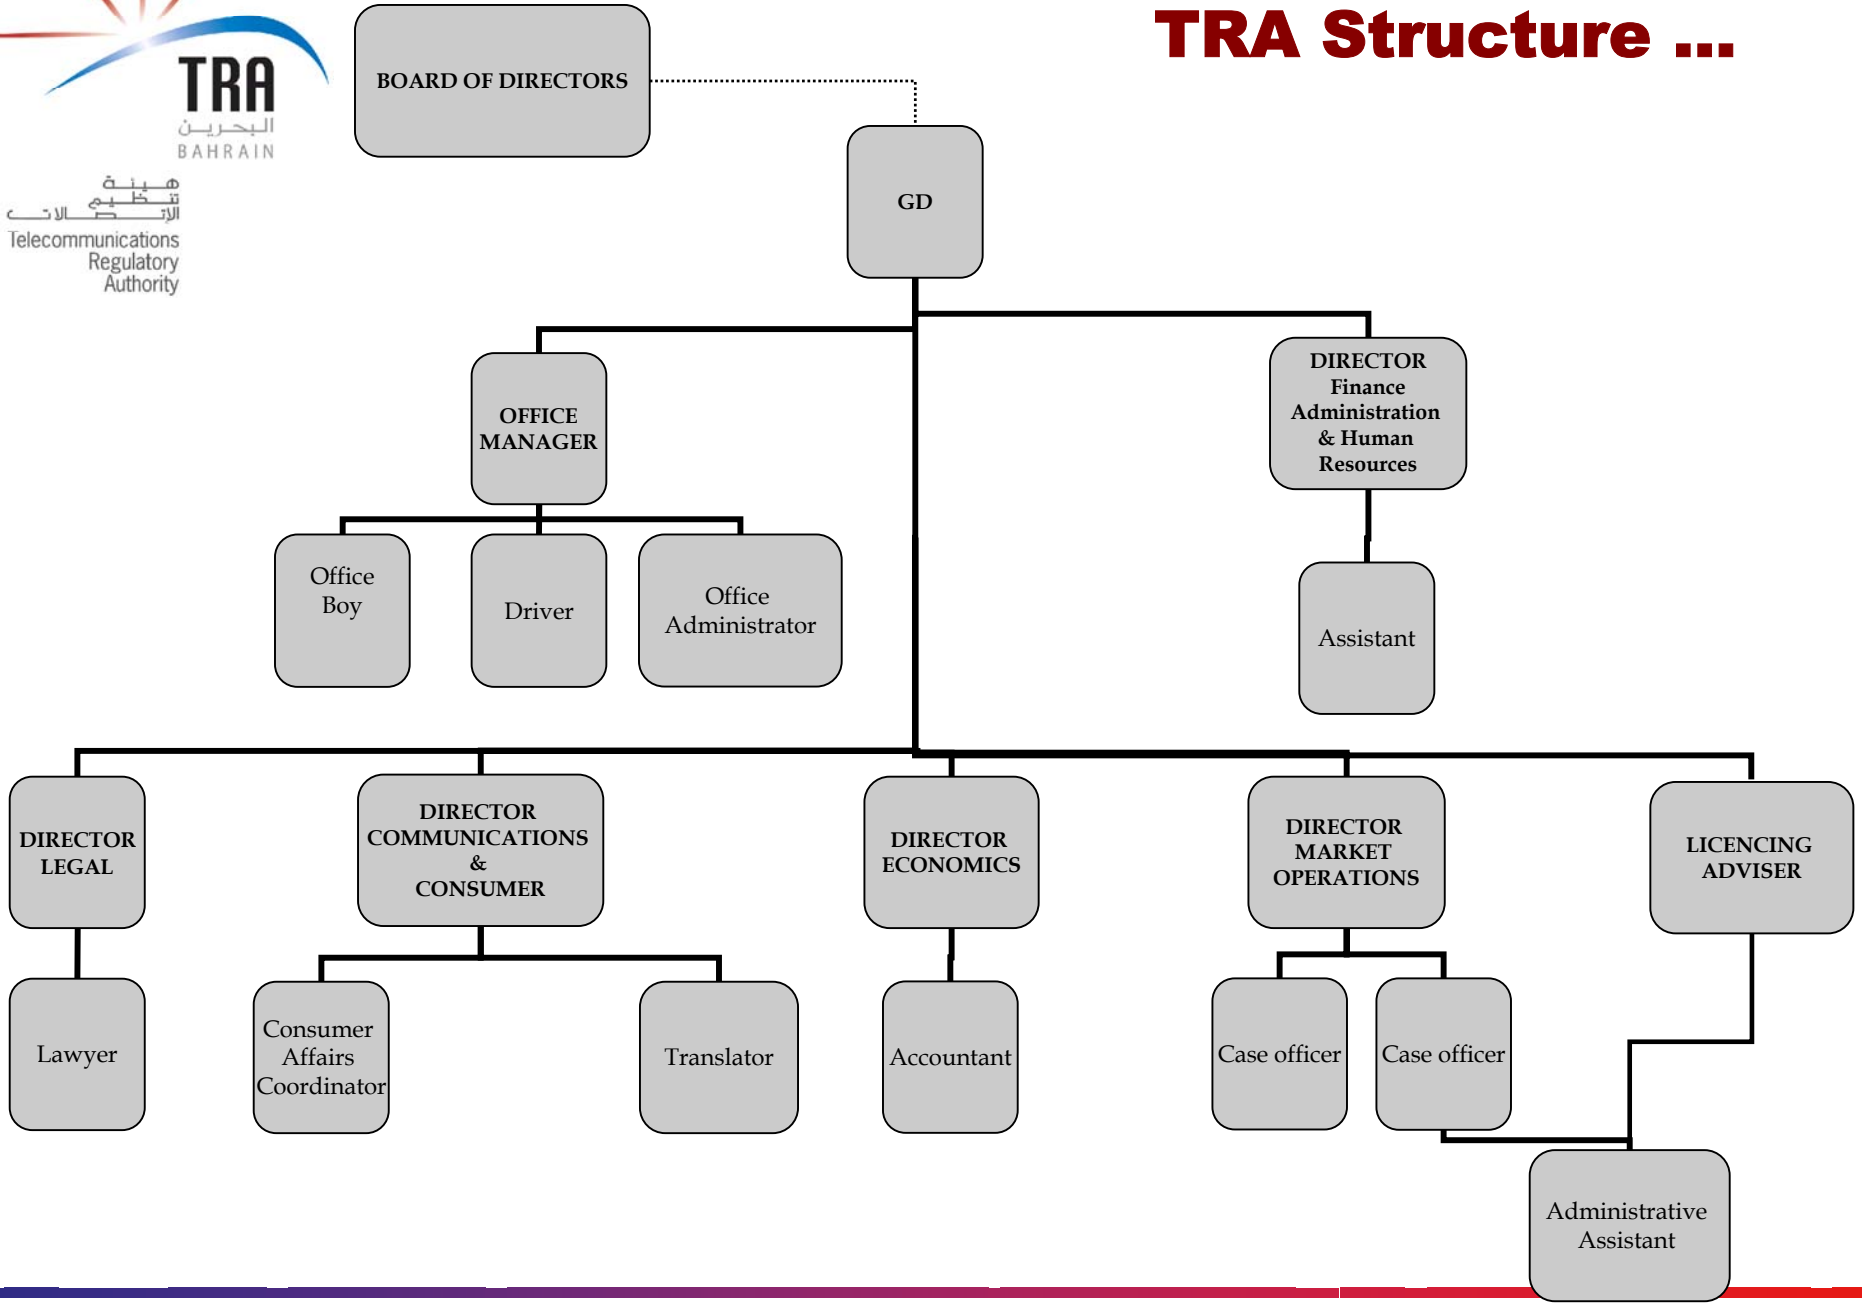 TRA Structure ...
TRA
البحرين
BAHRAIN
هيئة
تنظيم
الإتصالات
Telecommunications
Regulatory
Authority
BOARD OF DIRECTORS
GD
OFFICE
MANAGER
DIRECTOR
Finance
Administration
& Human
Resources
Office
Boy
Driver
Office
Administrator
Assistant
DIRECTOR
LEGAL
DIRECTOR
COMMUNICATIONS
&
CONSUMER
DIRECTOR
ECONOMICS
DIRECTOR
MARKET
OPERATIONS
LICENCING
ADVISER
Lawyer
Consumer
Affairs
Coordinator
Translator
Accountant
Case officer
Case officer
Administrative
Assistant